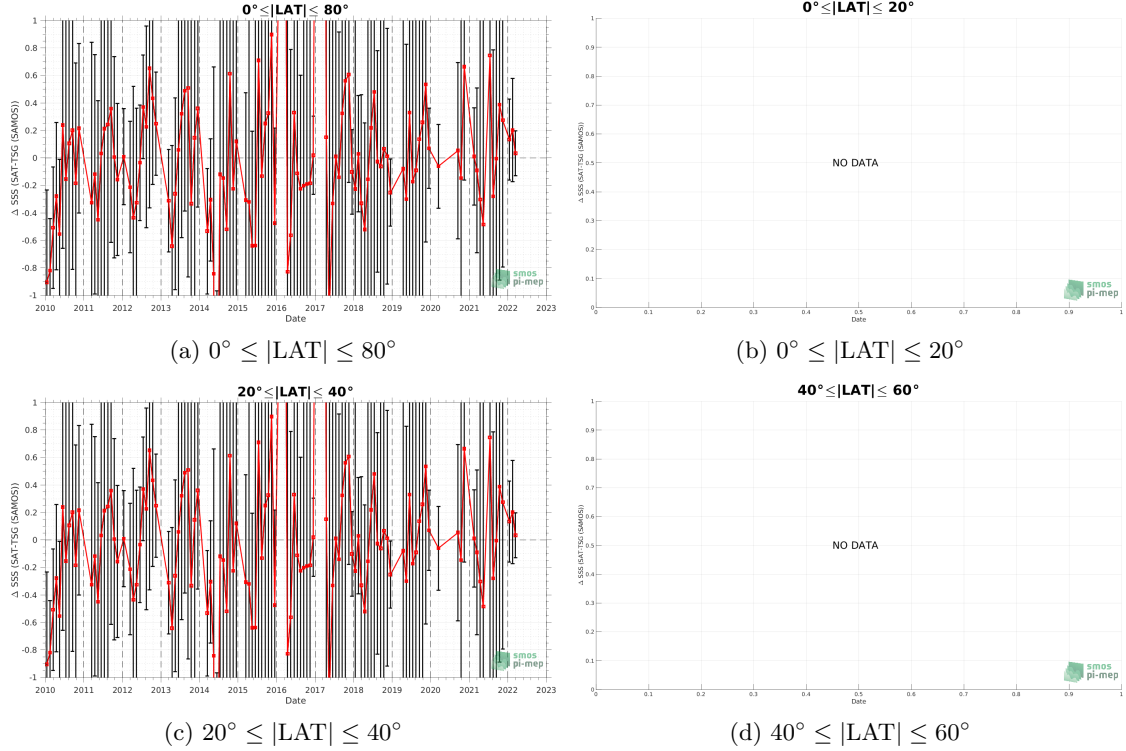 0°≤|LAT|≤ 80°
Δ SSS (SAT-TSG (SAMOS))
1
0.8
0.6
0.4
0.2
0
-0.2
-0.4
-0.6
-0.8
-1
2010 2011 2012 2013 2014 2015 2016 2017 2018 2019 2020 2021 2022 2023
Date
smos
pi-mep
(a) 0° ≤ |LAT| ≤ 80°
0°≤|LAT|≤ 20°
Δ SSS (SAT-TSG (SAMOS))
1
0.9
0.8
0.7
0.6
0.5
0.4
0.3
0.2
0.1
0
NO DATA
0 0.1 0.2 0.3 0.4 0.5 0.6 0.7 0.8 0.9 1
Date
smos
pi-mep
(b) 0° ≤ |LAT| ≤ 20°
20°≤|LAT|≤ 40°
Δ SSS (SAT-TSG (SAMOS))
1
0.8
0.6
0.4
0.2
0
-0.2
-0.4
-0.6
-0.8
-1
2010 2011 2012 2013 2014 2015 2016 2017 2018 2019 2020 2021 2022 2023
Date
smos
pi-mep
(c) 20° ≤ |LAT| ≤ 40°
40°≤|LAT|≤ 60°
Δ SSS (SAT-TSG (SAMOS))
1
0.9
0.8
0.7
0.6
0.5
0.4
0.3
0.2
0.1
0
NO DATA
0 0.1 0.2 0.3 0.4 0.5 0.6 0.7 0.8 0.9 1
Date
smos
pi-mep
(d) 40° ≤ |LAT| ≤ 60°